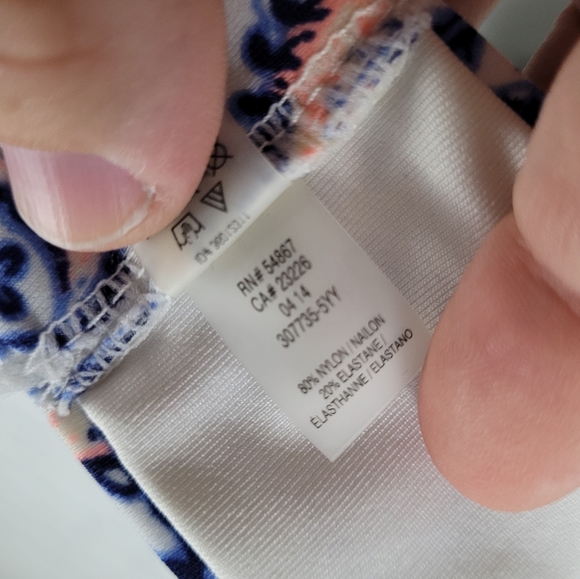 RN# 54867
CA# 23226
04 14
307735-5YY
80% NYLON / NAILON
20% ELASTANE /
ÉLASTHANNE / ELASTANO